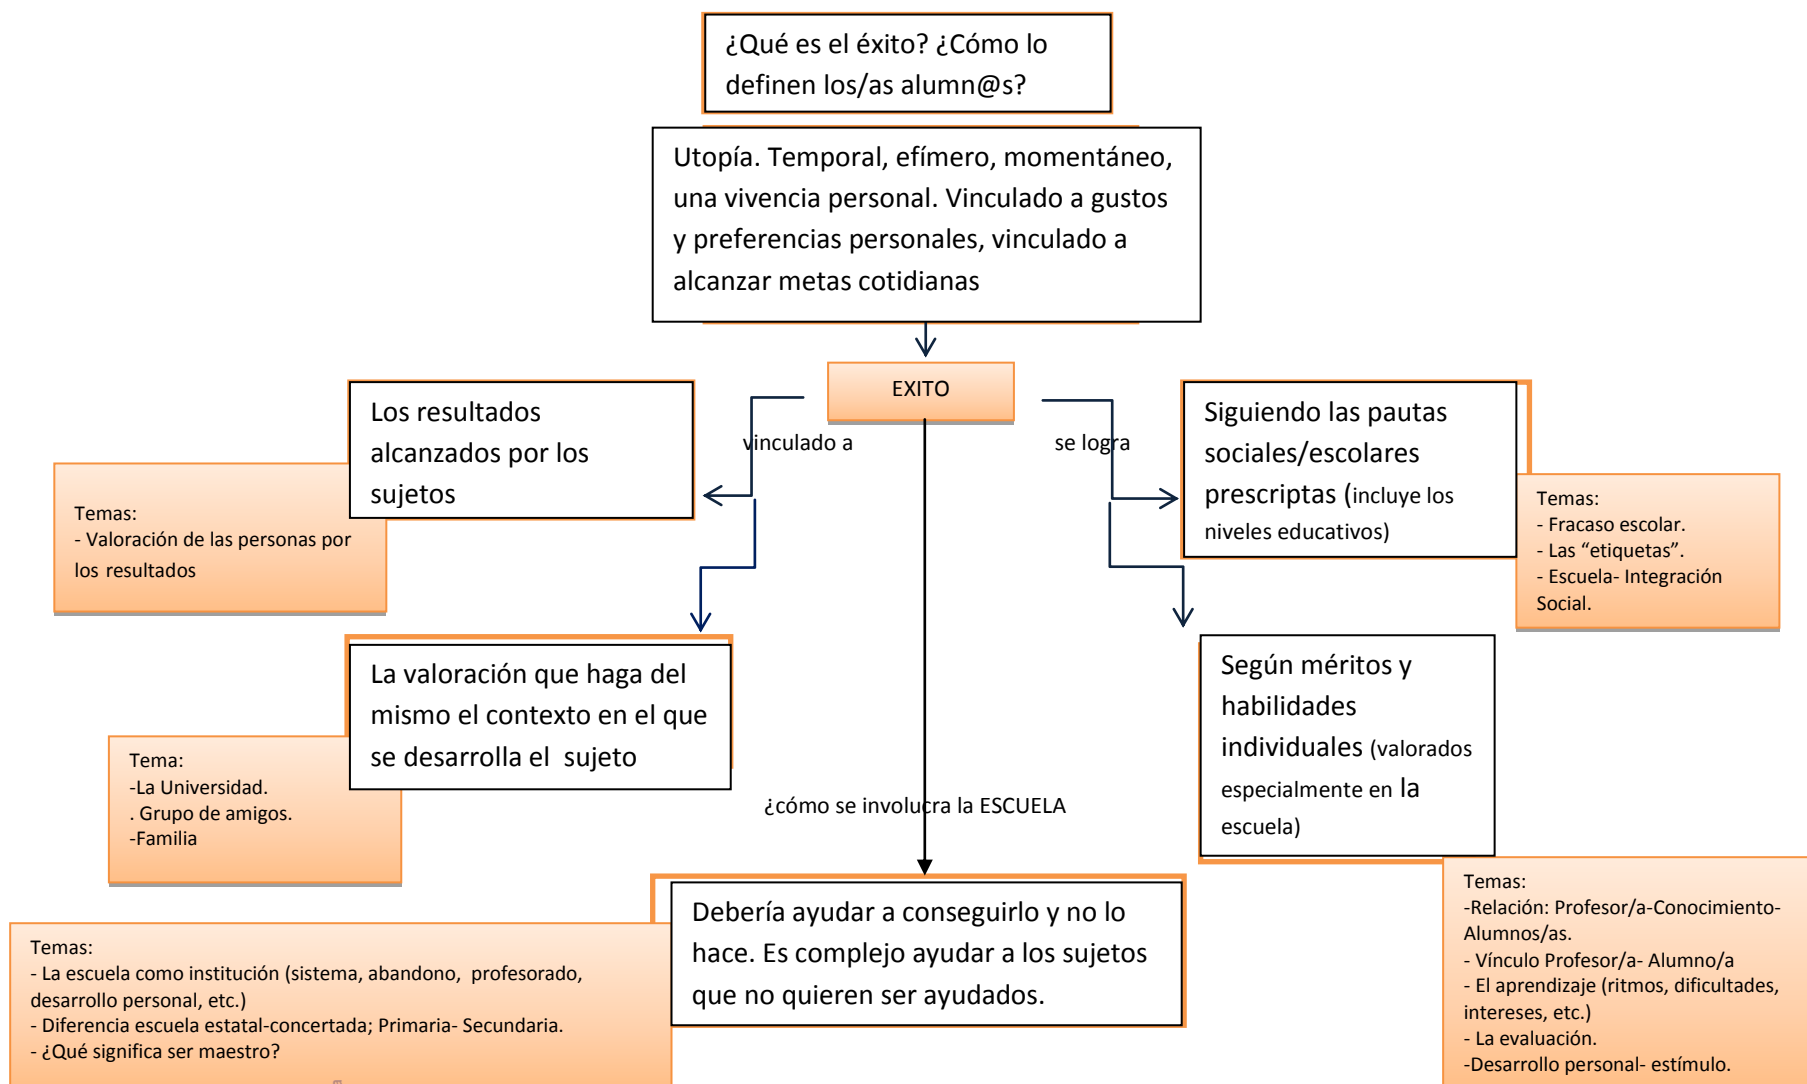 ¿Qué es el éxito? ¿Cómo lo
definen los/as alumn@s?
Utopía. Temporal, efímero, momentáneo,
una vivencia personal. Vinculado a gustos
y preferencias personales, vinculado a
alcanzar metas cotidianas
EXITO
vinculado a
se logra
Los resultados
alcanzados por los
sujetos
Temas:
- Valoración de las personas por
los resultados
Siguiendo las pautas
sociales/escolares
prescriptas (incluye los
niveles educativos)
Temas:
- Fracaso escolar.
- Las “etiquetas”.
- Escuela- Integración
Social.
La valoración que haga del
mismo el contexto en el que
se desarrolla el  sujeto
Tema:
-La Universidad.
. Grupo de amigos.
-Familia
Según méritos y
habilidades
individuales (valorados
especialmente en la
escuela)
Temas:
-Relación: Profesor/a-Conocimiento-
Alumnos/as.
- Vínculo Profesor/a- Alumno/a
- El aprendizaje (ritmos, dificultades,
intereses, etc.)
- La evaluación.
-Desarrollo personal- estímulo.
¿cómo se involucra la ESCUELA
Debería ayudar a conseguirlo y no lo
hace. Es complejo ayudar a los sujetos
que no quieren ser ayudados.
Temas:
- La escuela como institución (sistema, abandono,  profesorado,
desarrollo personal, etc.)
- Diferencia escuela estatal-concertada; Primaria- Secundaria.
- ¿Qué significa ser maestro?